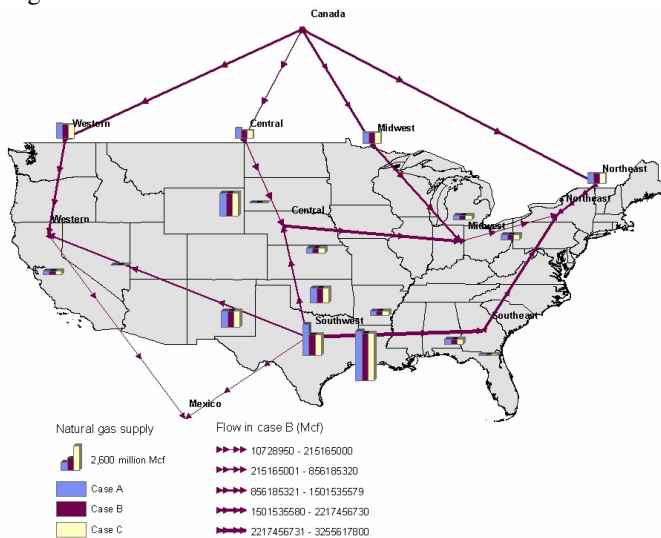 Canada
Western
Central
Midwest
Northeast
Northeast
Central
Western
Midwest
Southeast
Southwest
Mexico
Natural gas supply
2,600 million Mcf
Case A
Case B
Case C
Flow in case B (Mcf)
10728950 - 215165000
215165001 - 856185320
856185321 - 1501535579
1501535580 - 2217456730
2217456731 - 3255617800